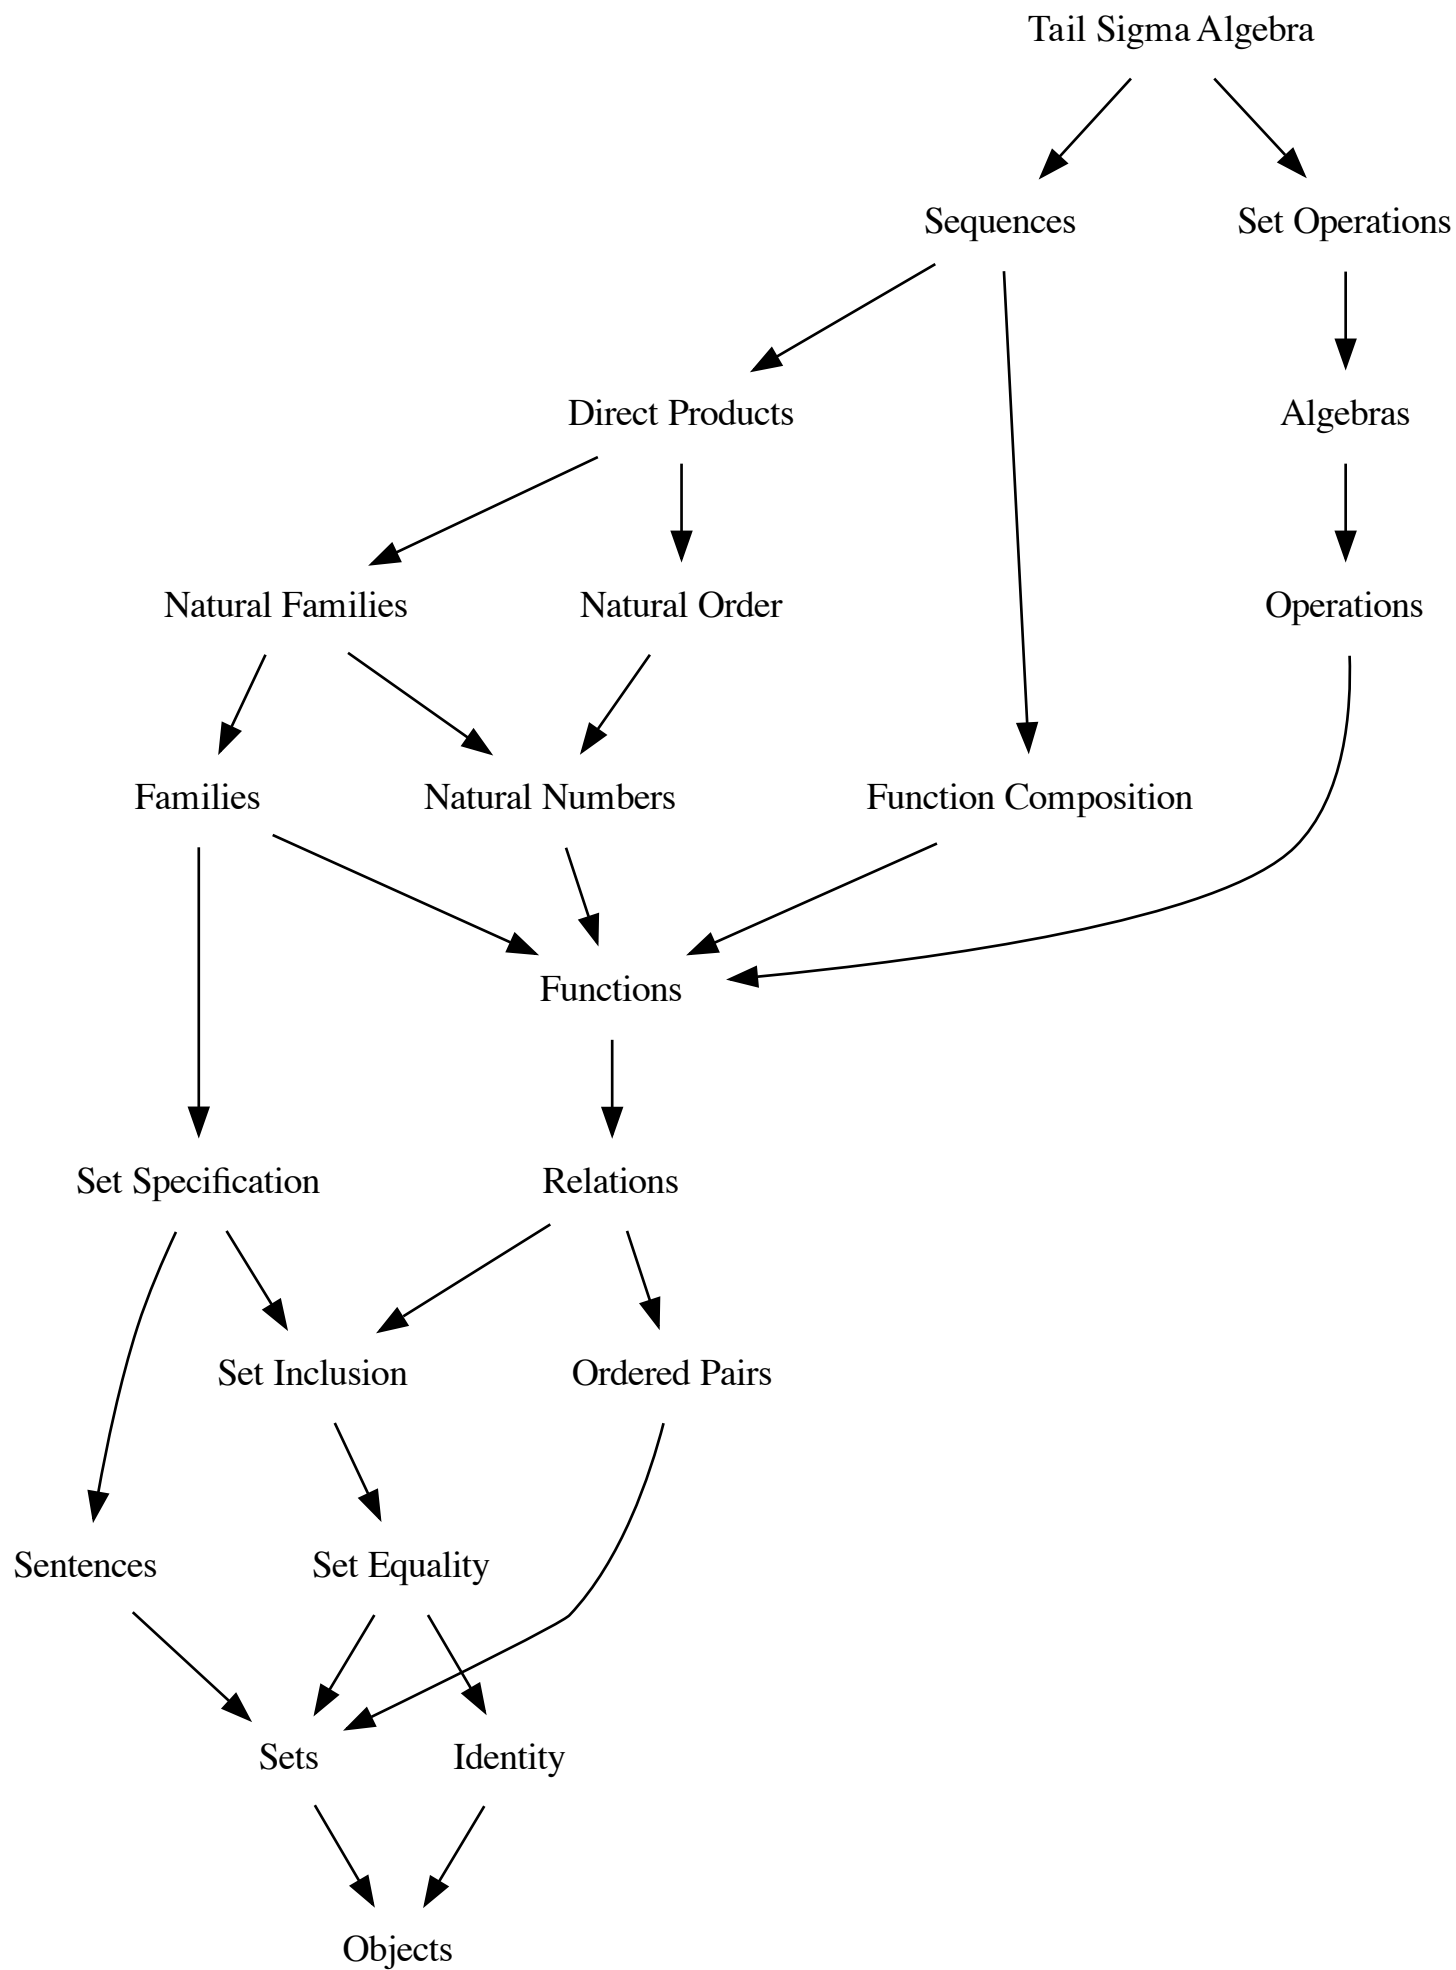 Tail Sigma Algebra
Sequences
Set Operations
Direct Products
Algebras
Natural Families
Natural Order
Operations
Families
Natural Numbers
Function Composition
Functions
Set Specification
Relations
Set Inclusion
Ordered Pairs
Sentences
Set Equality
Sets
Identity
Objects